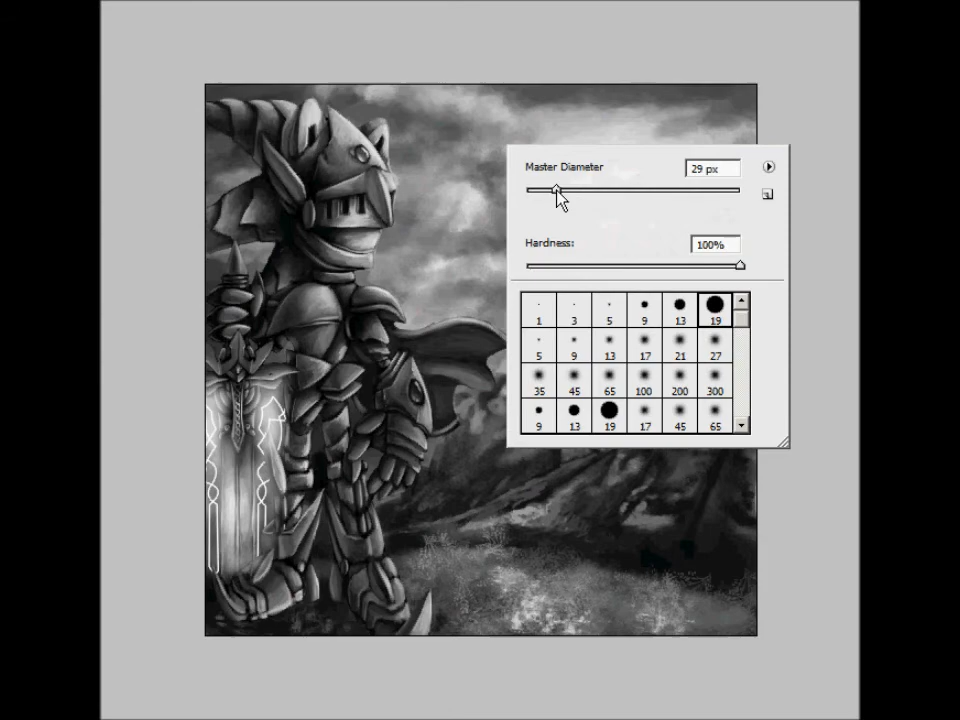 Master Diameter
29 px
Hardness:
100%
1 3 5 9 13 19
5 9 13 17 21 27
35 45 65 100 200 300
9 13 19 17 45 65